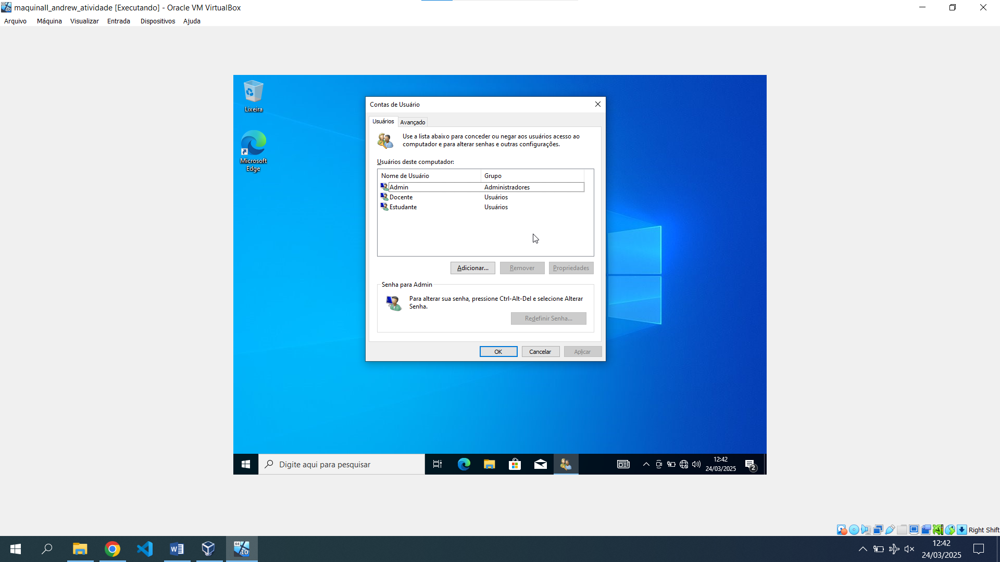 maquinaII_andrew_atividade [Executando] - Oracle VM VirtualBox
Arquivo Máquina Visualizar Entrada Dispositivos Ajuda
Lixeira
Microsoft
Edge
Contas de Usuário
Usuários Avançado
Use a lista abaixo para conceder ou negar aos usuários acesso ao
computador e para alterar senhas e outras configurações.
Usuários deste computador:
Nome de Usuário Grupo
Admin Administradores
Docente Usuários
Estudante Usuários
Adicionar... Remover Propriedades
Senha para Admin
Para alterar sua senha, pressione Ctrl-Alt-Del e selecione Alterar
Senha.
Redefinir Senha...
OK Cancelar Aplicar
Digite aqui para pesquisar
12:42
24/03/2025
2
Right Shift
64
10
12:42
24/03/2025